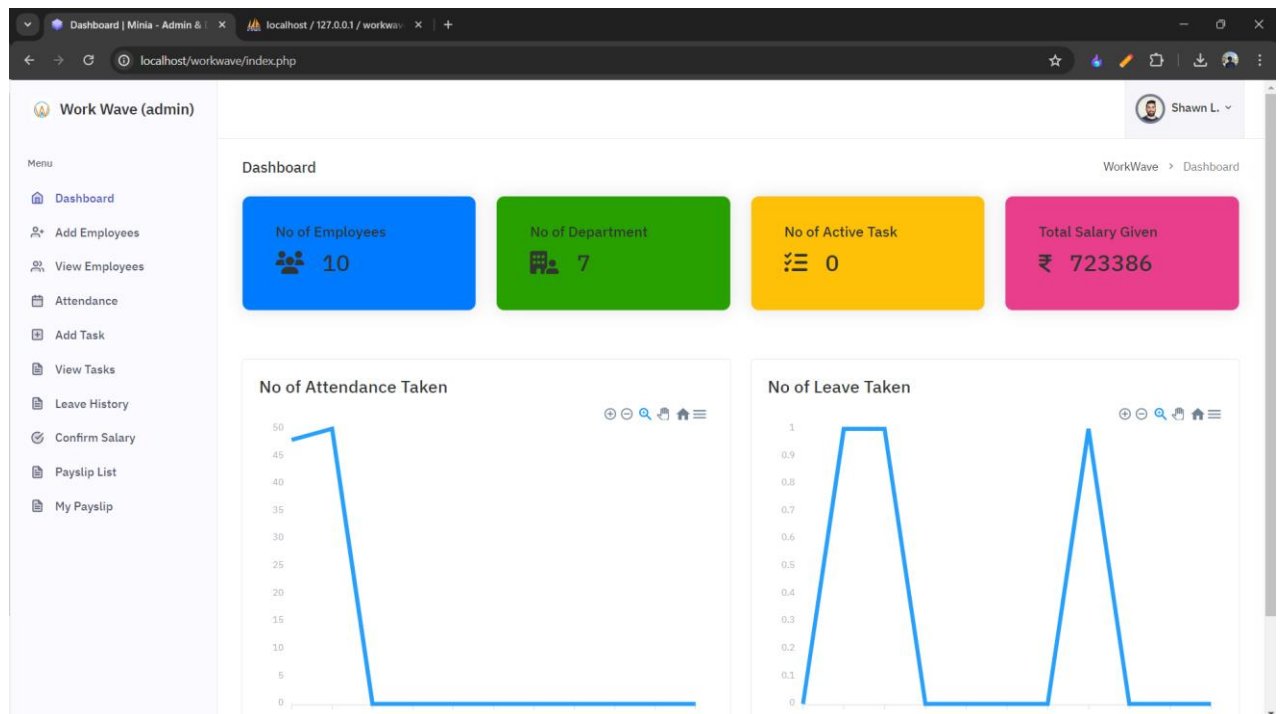 Dashboard | Minia - Admin &
localhost / 127.0.0.1 / workwav
localhost/workwave/index.php
Work Wave (admin)
Shawn L.
Menu
Dashboard
Add Employees
View Employees
Attendance
Add Task
View Tasks
Leave History
Confirm Salary
Payslip List
My Payslip
Dashboard
WorkWave > Dashboard
No of Employees
10
No of Department
7
No of Active Task
0
Total Salary Given
₹ 723386
No of Attendance Taken
50
45
40
35
30
25
20
15
10
5
0
No of Leave Taken
1
0.9
0.8
0.7
0.6
0.5
0.4
0.3
0.2
0.1
0